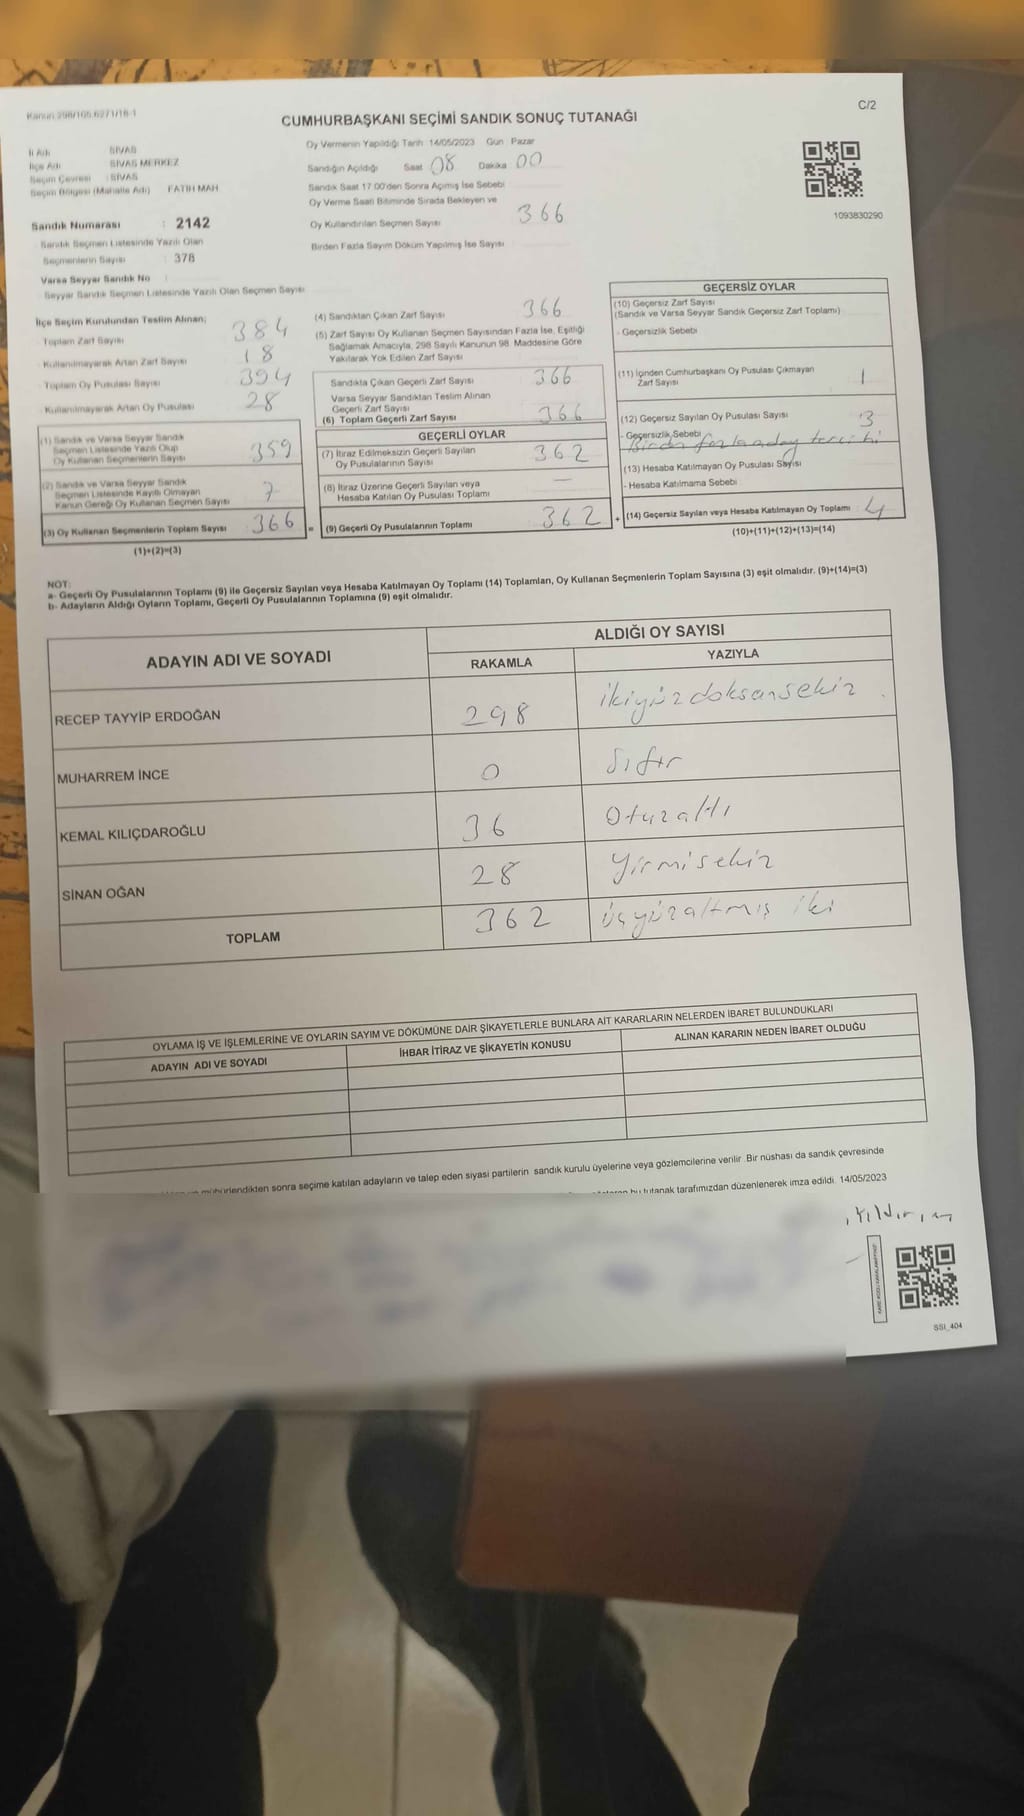 Kanun:298/105,6271/18-1
C/2
CUMHURBAŞKANI SEÇİMİ SANDIK SONUÇ TUTANAĞI
İl Adı : SİVAS
İlçe Adı : SİVAS MERKEZ
Seçim Çevresi : SİVAS
Seçim Bölgesi (Mahalle Adı) FATİH MAH.
Sandık Numarası : 2142
Sandık Seçmen Listesinde Yazılı Olan
Seçmenlerin Sayısı : 378
Varsa Seyyar Sandık No :
Seyyar Sandık Seçmen Listesinde Yazılı Olan Seçmen Sayısı
Oy Vermenin Yapıldığı Tarih 14/05/2023 Gün Pazar
Sandığın Açıldığı Saat 08 Dakika 00
Sandık Saat 17.00'den Sonra Açımış İse Sebebi
Oy Verme Saati Bitiminde Sırada Bekleyen ve
Oy Kullandırılan Seçmen Sayısı 366
Birden Fazla Sayım Döküm Yapılmış İse Sayısı
1093830290
İlçe Seçim Kurulundan Teslim Alınan;
Toplam Zarf Sayısı 384
Kullanılmayarak Artan Zarf Sayısı 18
Toplam Oy Pusulası Sayısı 394
Kullanılmayarak Artan Oy Pusulası 28
(1) Sandık ve Varsa Seyyar Sandık
Seçmen Listesinde Yazılı Olup
Oy Kullanan Seçmenlerin Sayısı 359
(2) Sandık ve Varsa Seyyar Sandık
Seçmen Listesinde Kayıtlı Olmayan
Kanun Gereği Oy Kullanan Seçmen Sayısı 7
(3) Oy Kullanan Seçmenlerin Toplam Sayısı 366 =
(1)+(2)=(3)
(4) Sandıktan Çıkan Zarf Sayısı 366
(5) Zarf Sayısı Oy Kullanan Seçmen Sayısından Fazla İse, Eşitliği
Sağlamak Amacıyla, 298 Sayılı Kanunun 98. Maddesine Göre
Yakılarak Yok Edilen Zarf Sayısı
Sandıkta Çıkan Geçerli Zarf Sayısı 366
Varsa Seyyar Sandıktan Teslim Alınan
Geçerli Zarf Sayısı
(6) Toplam Geçerli Zarf Sayısı 366
GEÇERLİ OYLAR
(7) İtiraz Edilmeksizin Geçerli Sayılan
Oy Pusulalarının Sayısı 362
(8) İtiraz Üzerine Geçerli Sayılan veya
Hesaba Katılan Oy Pusulası Toplamı —
(9) Geçerli Oy Pusulalarının Toplamı 362 +
GEÇERSİZ OYLAR
(10) Geçersiz Zarf Sayısı
(Sandık ve Varsa Seyyar Sandık Geçersiz Zarf Toplamı)
- Geçersizlik Sebebi
(11) İçinden Cumhurbaşkanı Oy Pusulası Çıkmayan
Zarf Sayısı 1
(12) Geçersiz Sayılan Oy Pusulası Sayısı 3
- Geçersizlik Sebebi
Birden fazla aday tercihi
(13) Hesaba Katılmayan Oy Pusulası Sayısı
- Hesaba Katılmama Sebebi
(14) Geçersiz Sayılan veya Hesaba Katılmayan Oy Toplamı 4
(10)+(11)+(12)+(13)=(14)
NOT:
a- Geçerli Oy Pusulalarının Toplamı (9) ile Geçersiz Sayılan veya Hesaba Katılmayan Oy Toplamı (14) Toplamları, Oy Kullanan Seçmenlerin Toplam Sayısına (3) eşit olmalıdır. (9)+(14)=(3)
b- Adayların Aldığı Oyların Toplamı, Geçerli Oy Pusulalarının Toplamına (9) eşit olmalıdır.
ADAYIN ADI VE SOYADI
ALDIĞI OY SAYISI
RAKAMLA YAZIYLA
RECEP TAYYİP ERDOĞAN 298 ikiyüzdoksansekiz
MUHARREM İNCE 0 Sıfır
KEMAL KILIÇDAROĞLU 36 Otuzaltı
SİNAN OĞAN 28 Yirmisekiz
TOPLAM 362 üçyüzaltmış iki
OYLAMA İŞ VE İŞLEMLERİNE VE OYLARIN SAYIM VE DÖKÜMÜNE DAİR ŞİKAYETLERLE BUNLARA AİT KARARLARIN NELERDEN İBARET BULUNDUKLARI
ADAYIN ADI VE SOYADI İHBAR İTİRAZ VE ŞİKAYETİN KONUSU ALINAN KARARIN NEDEN İBARET OLDUĞU
mühürlendikten sonra seçime katılan adayların ve talep eden siyasi partilerin sandık kurulu üyelerine veya gözlemcilerine verilir. Bir nüshası da sandık çevresinde
bu tutanak tarafımızdan düzenlenerek imza edildi. 14/05/2023
Yıldırım
SSI_404